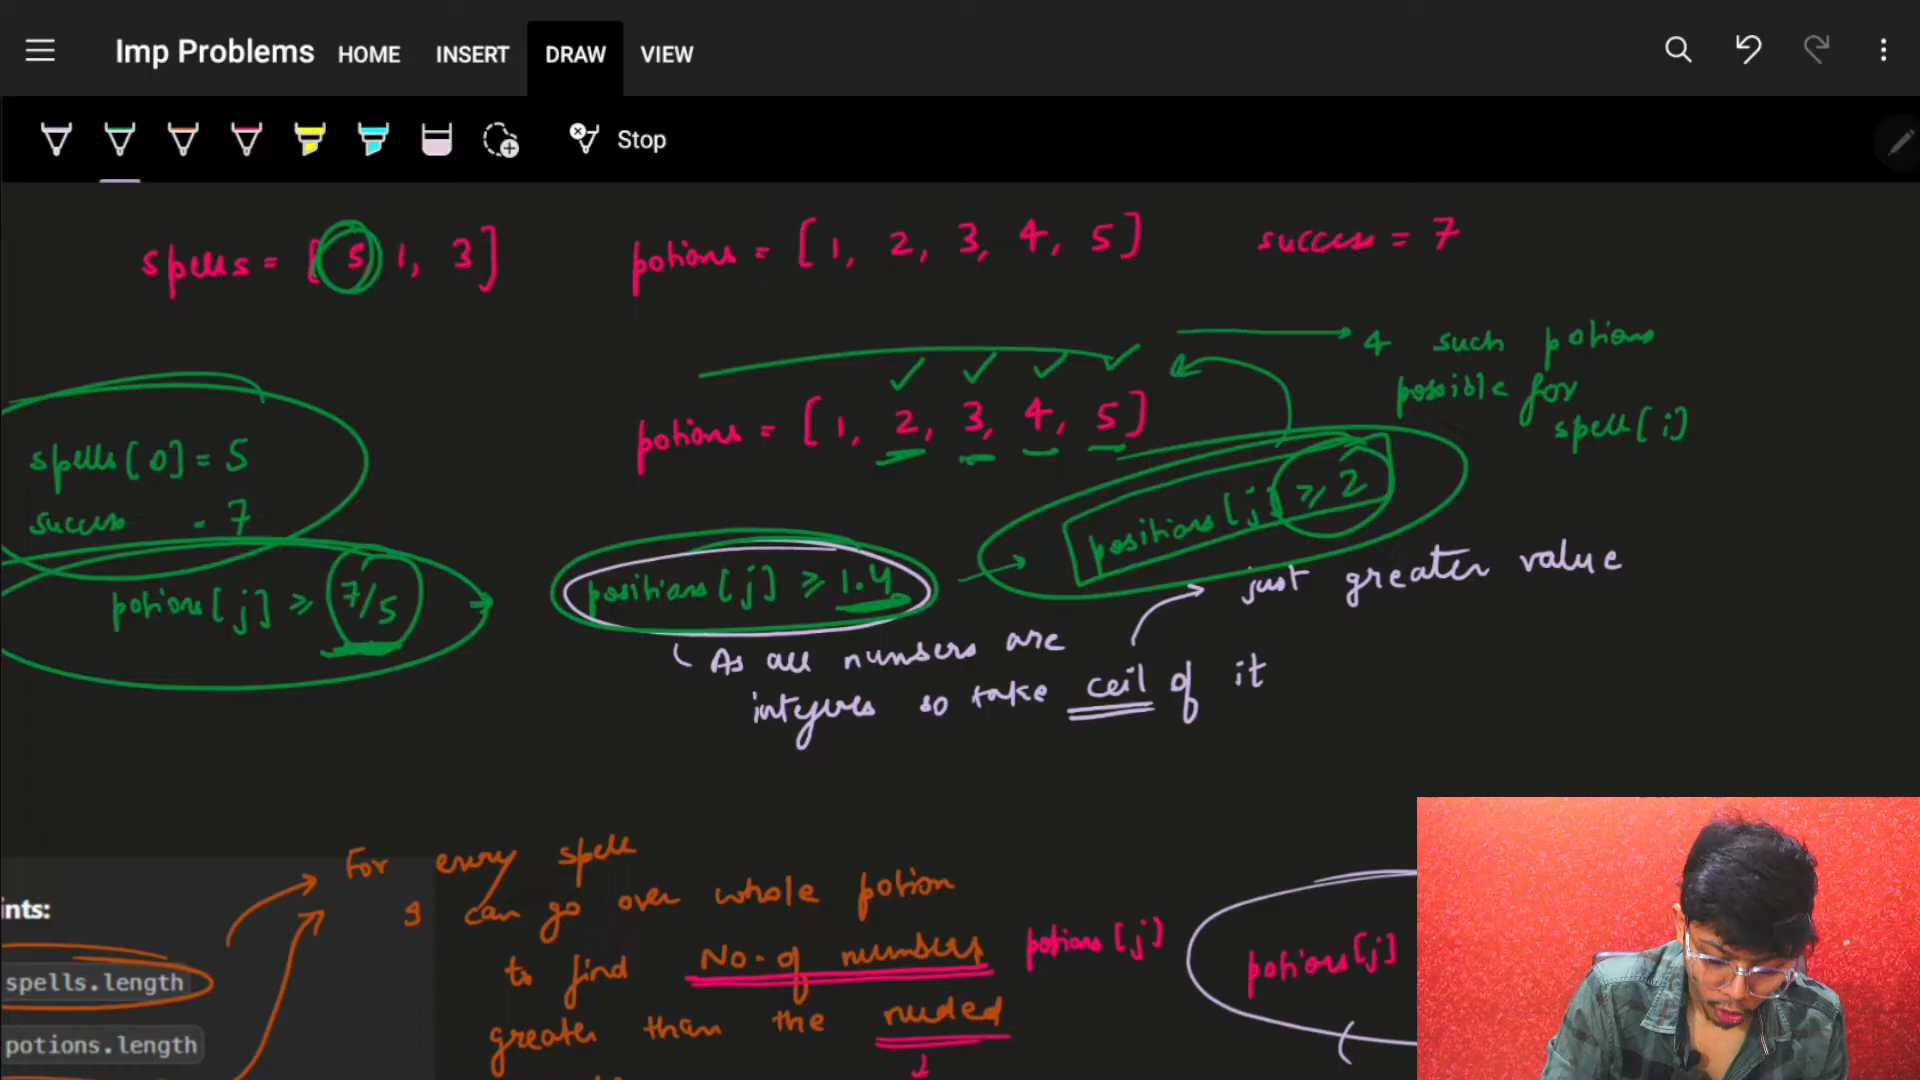 Imp Problems HOME INSERT DRAW VIEW
Stop
spells = [ 5, 1, 3 ] potions = [ 1, 2, 3, 4, 5 ] success = 7
4 such potions
possible for
spell[i]
potions = [ 1, 2, 3, 4, 5 ]
spells[0] = 5
success = 7
potions[j] ≥ 7/5
positions[j] ≥ 1.4
positions[j] ≥ 2
just greater value
As all numbers are
integers so take ceil of it
For every spell
I can go over whole potion
to find No. of numbers potions[j] potions[j]
greater than the needed
ints:
spells.length
potions.length